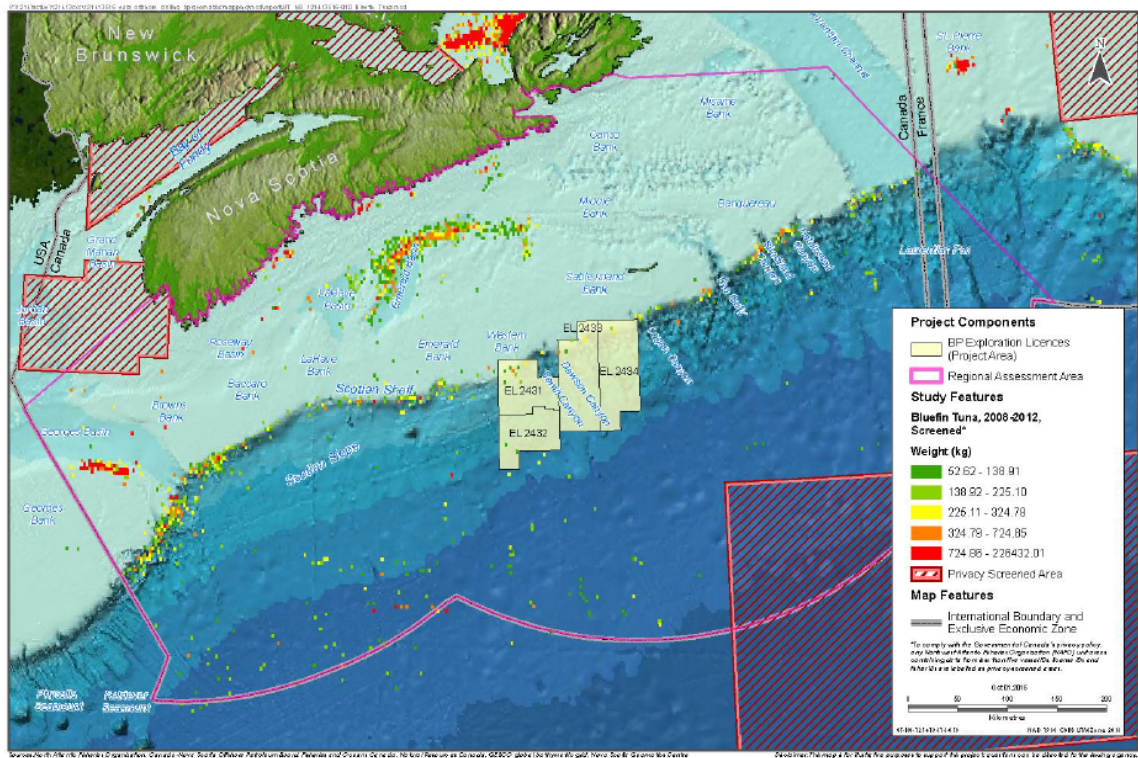 New
Brunswick
Bay of
Fundy
Nova Scotia
St. Pierre
Bank
N
Misaine
Bank
Canso
Bank
Canada
France
Middle
Bank
Banquereau
USA
Canada
Grand
Manan
Basin
Emerald Basin
LaHave
Basin
Sable Island
Bank
The Gully
Laurentian Fan
Jordan
Basin
Roseway
Basin
LaHave
Bank
Emerald
Bank
Western
Bank
EL 2433
EL 2434
EL 2431
EL 2432
Dawson Canyon
Verrill Canyon
Logan Canyon
Baccaro
Bank
Scotian Shelf
Browns
Bank
Georges Basin
Scotian Slope
Georges
Bank
Physalia
Seamount
Retriever
Seamount
Project Components
BP Exploration Licences
(Project Area)
Regional Assessment Area
Study Features
Bluefin Tuna, 2008-2012,
Screened*
Weight (kg)
52.62 - 138.91
138.92 - 225.10
225.11 - 324.78
324.79 - 724.85
724.86 - 226432.01
Privacy Screened Area
Map Features
International Boundary and
Exclusive Economic Zone
0 50 100 150 200
Kilometres